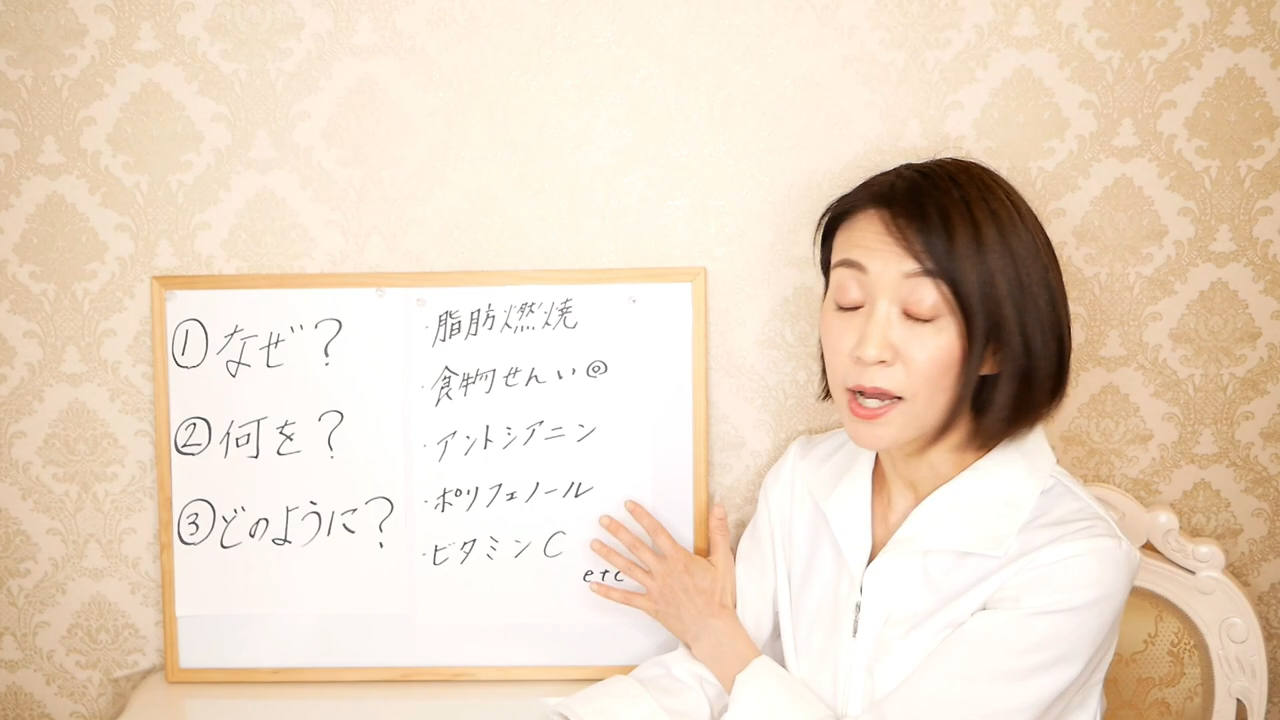 ①なぜ?
②何を?
③どのように?
・脂肪燃焼
・食物せんい◎
・アントシアニン
・ポリフェノール
・ビタミンC
etc